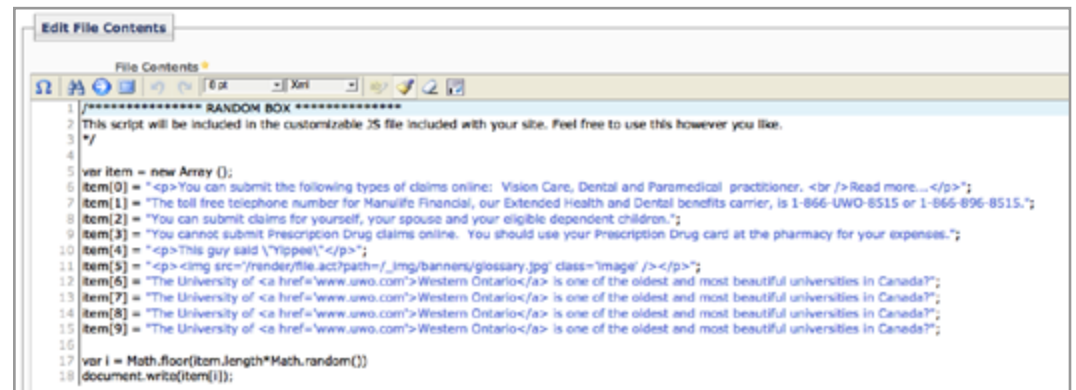 Edit File Contents
File Contents *
8 pt Xml
1 /**************** RANDOM BOX ***************
2 This script will be included in the customizable JS file included with your site. Feel free to use this however you like.
3 */
4
5 var item = new Array ();
6 item[0] = "<p>You can submit the following types of claims online:  Vision Care, Dental and Paramedical  practitioner. <br />Read more...</p>";
7 item[1] = "The toll free telephone number for Manulife Financial, our Extended Health and Dental benefits carrier, is 1-866-UWO-8515 or 1-866-896-8515.";
8 item[2] = "You can submit claims for yourself, your spouse and your eligible dependent children.";
9 item[3] = "You cannot submit Prescription Drug claims online.  You should use your Prescription Drug card at the pharmacy for your expenses.";
10 item[4] = "<p>This guy said \"Yippee\"</p>";
11 item[5] = "<p><img src='/render/file.act?path=/_img/banners/glossary.jpg' class='image' /></p>";
12 item[6] = "The University of <a href='www.uwo.com'>Western Ontario</a> is one of the oldest and most beautiful universities in Canada?";
13 item[7] = "The University of <a href='www.uwo.com'>Western Ontario</a> is one of the oldest and most beautiful universities in Canada?";
14 item[8] = "The University of <a href='www.uwo.com'>Western Ontario</a> is one of the oldest and most beautiful universities in Canada?";
15 item[9] = "The University of <a href='www.uwo.com'>Western Ontario</a> is one of the oldest and most beautiful universities in Canada?";
16
17 var i = Math.floor(item.length*Math.random())
18 document.write(item[i]);